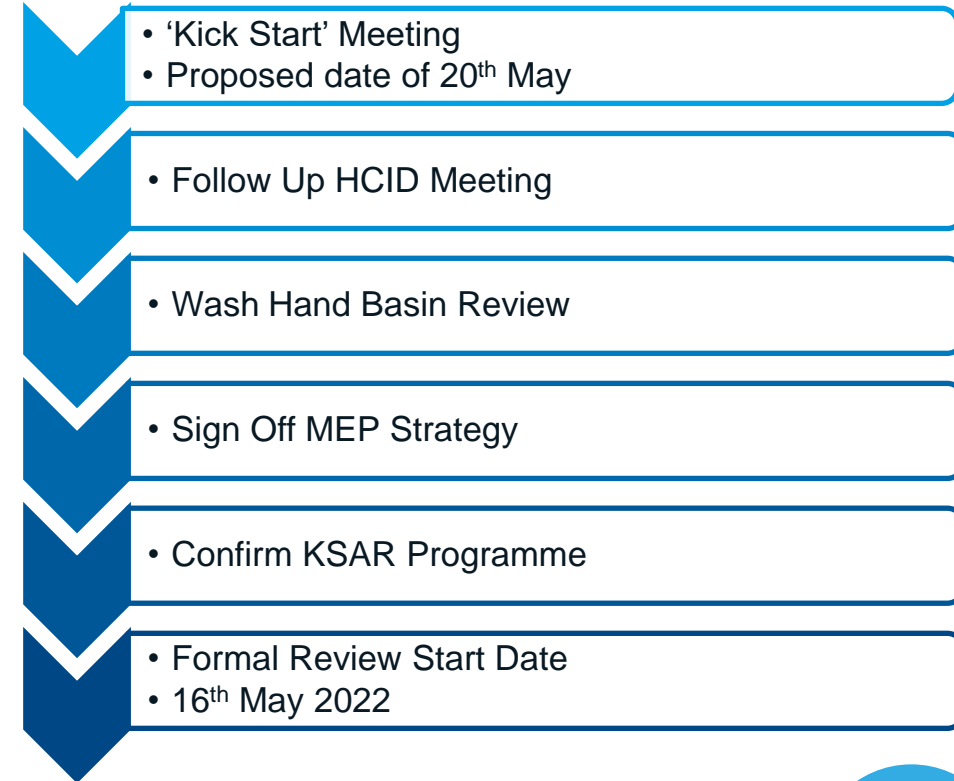 • ‘Kick Start’ Meeting
• Proposed date of 20th May
• Follow Up HCID Meeting
• Wash Hand Basin Review
• Sign Off MEP Strategy
• Confirm KSAR Programme
• Formal Review Start Date
• 16th May 2022